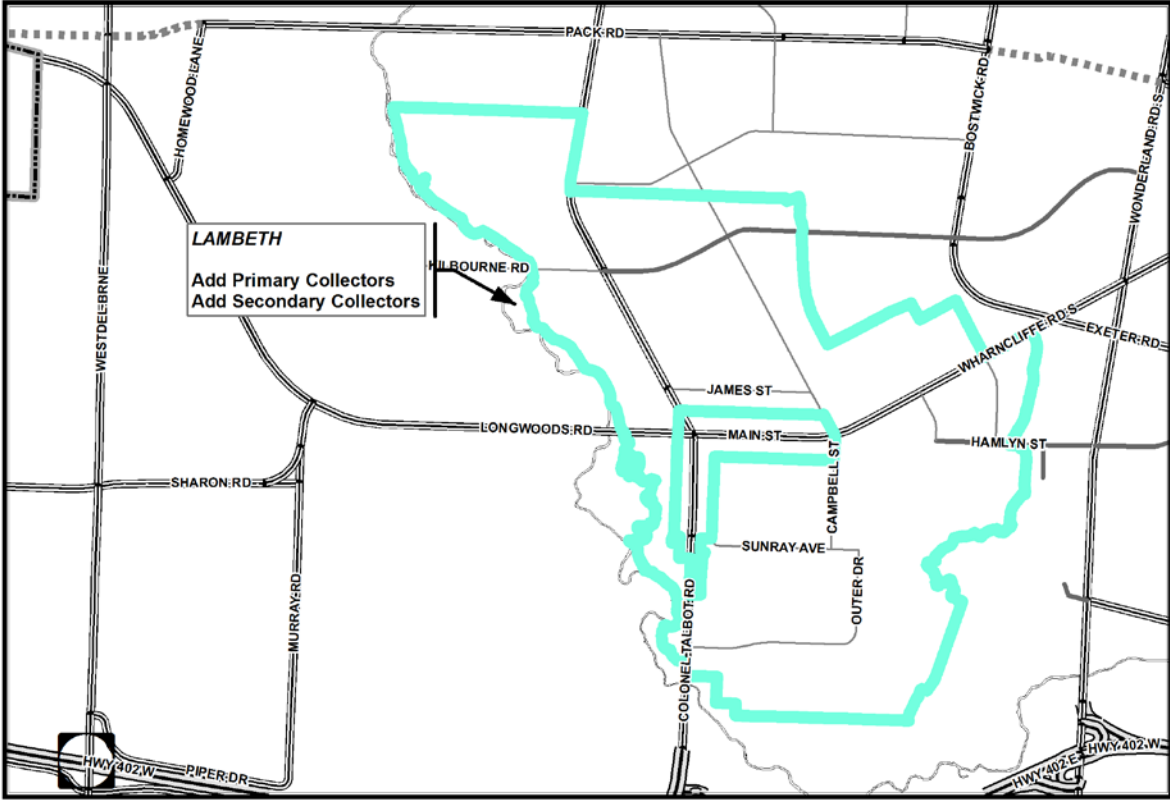 PACK RD
HOMEWOOD LANE
BOSTWICK RD
WONDERLAND RD S
LAMBETH
Add Primary Collectors
Add Secondary Collectors
KILBOURNE RD
WESTDEL BRNE
WHARNCLIFFE RD S
EXETER RD
JAMES ST
LONGWOODS RD
MAIN ST
HAMLYN ST
CAMPBELL ST
SHARON RD
SUNRAY AVE
OUTER DR
MURRAY RD
COLONEL TALBOT RD
HWY 402 W
PIPER DR
HWY 402 W
HWY 402 E